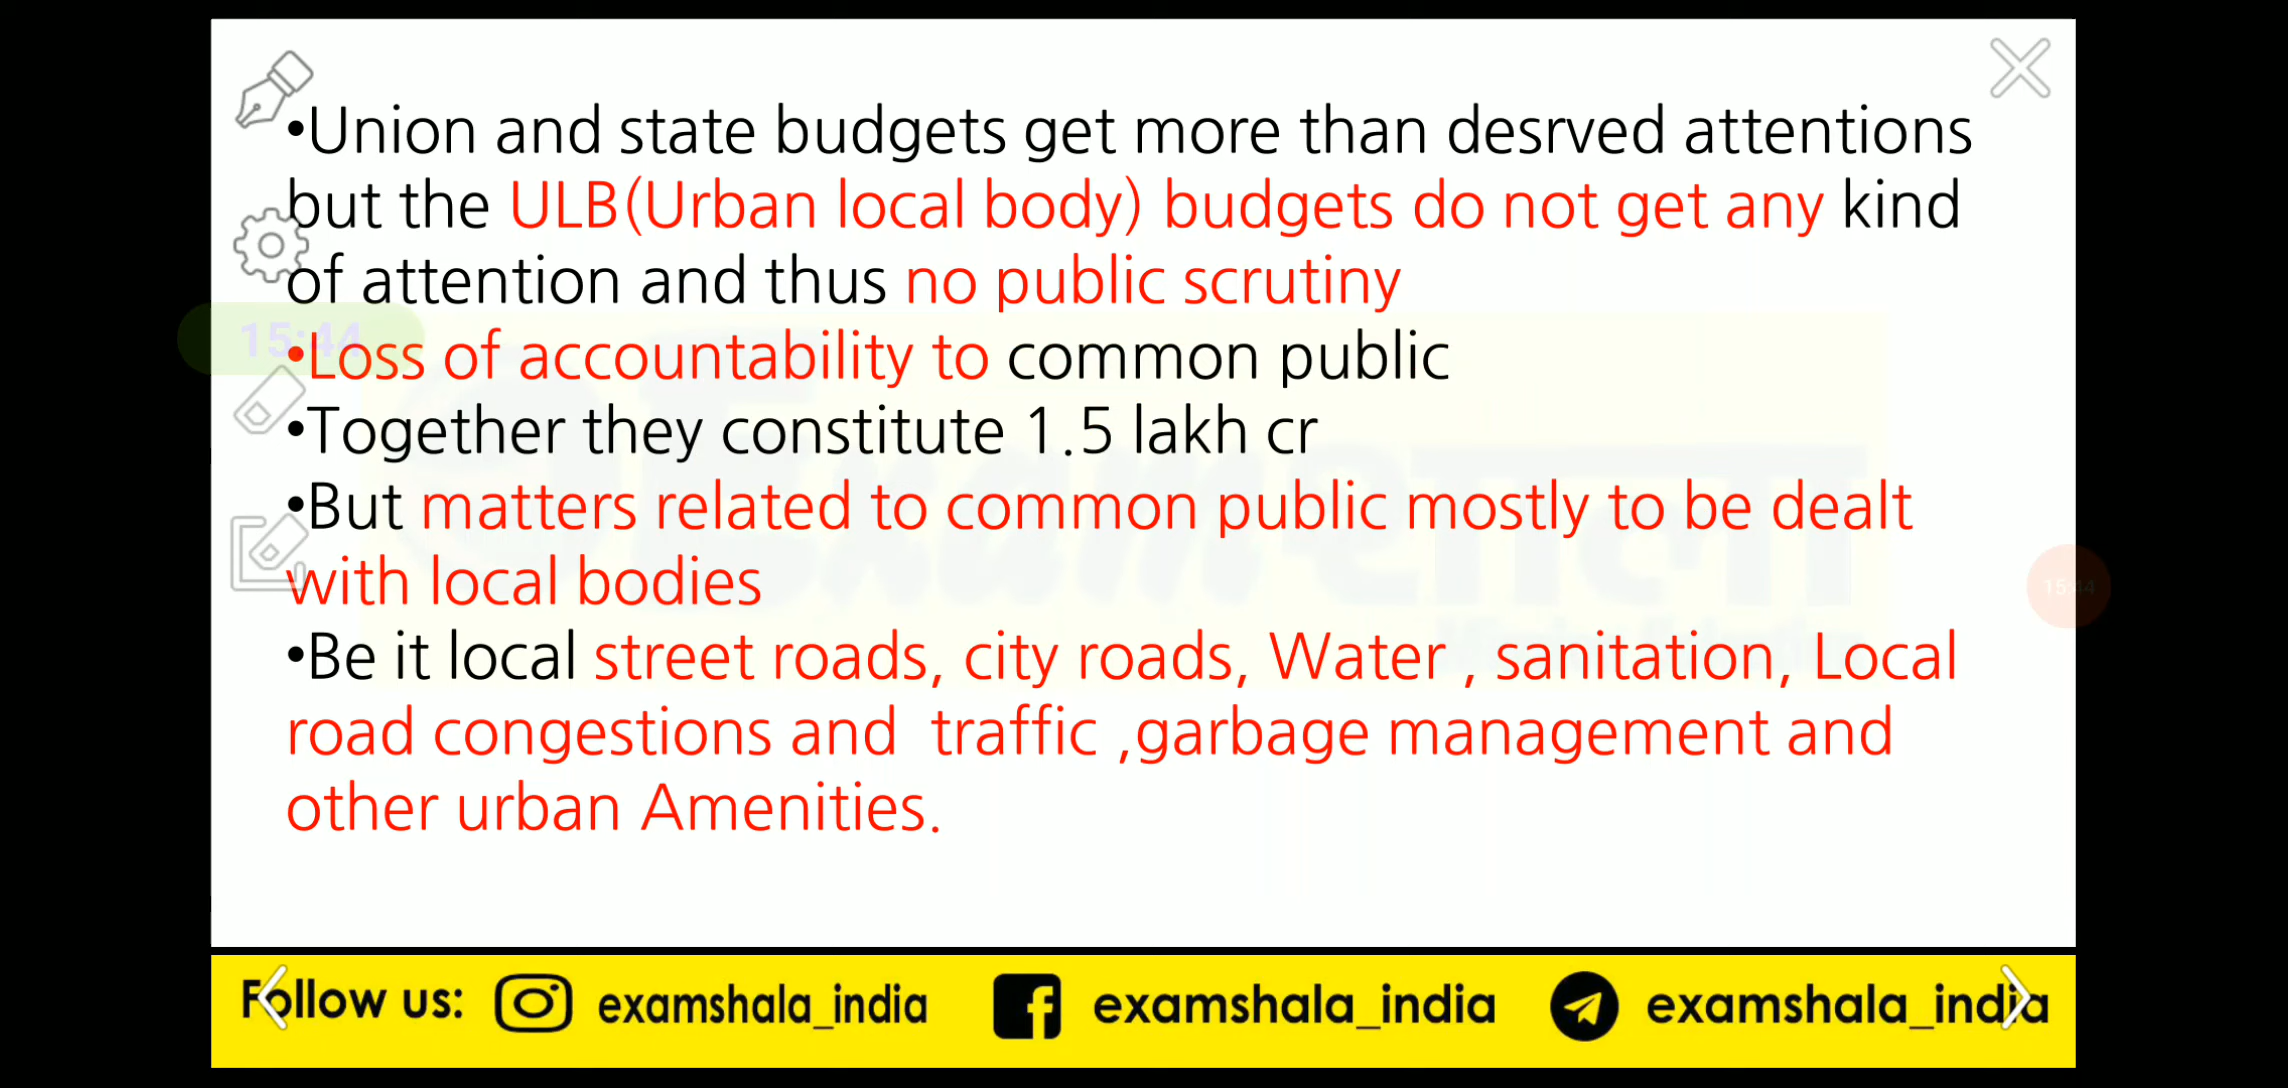 •Union and state budgets get more than desrved attentions
but the ULB(Urban local body) budgets do not get any kind
of attention and thus no public scrutiny
15:44
•Loss of accountability to common public
•Together they constitute 1.5 lakh cr
•But matters related to common public mostly to be dealt
with local bodies
15:44
•Be it local street roads, city roads, Water , sanitation, Local
road congestions and  traffic ,garbage management and
other urban Amenities.
Follow us: examshala_india examshala_india examshala_india